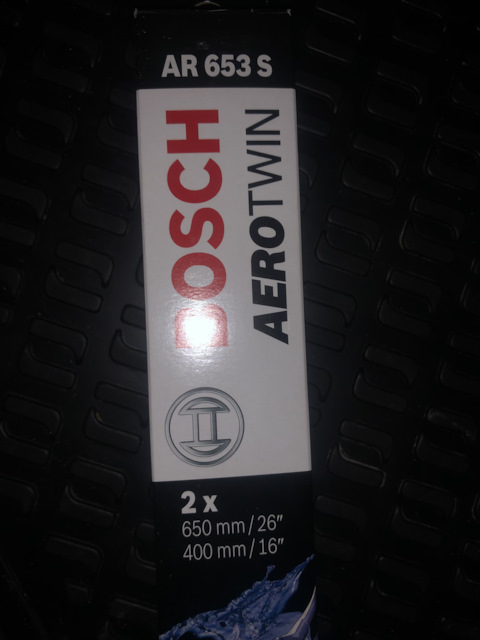 AR 653 S
BOSCH
AEROTWIN
2 x
650 mm / 26″
400 mm / 16″